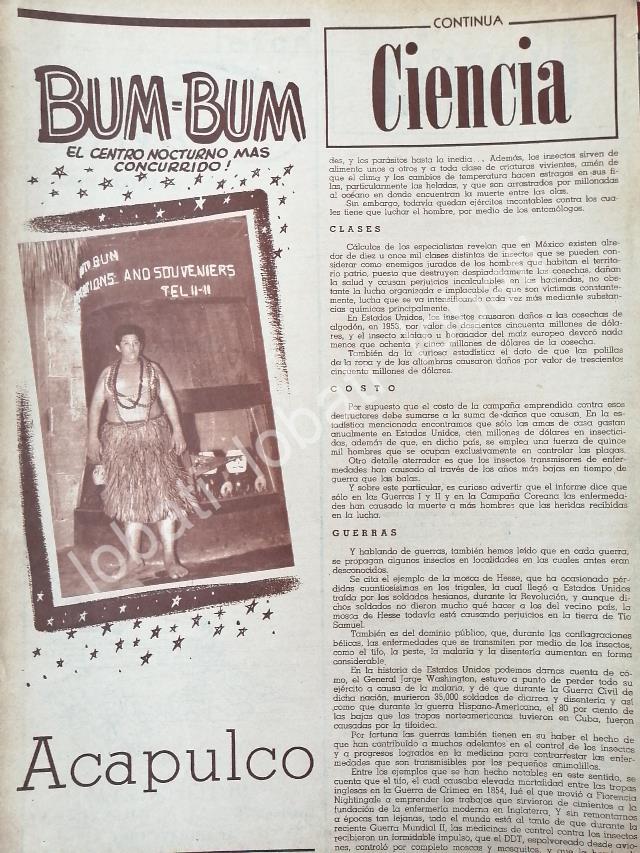 BUM=BUM
EL CENTRO NOCTURNO MAS
CONCURRIDO!
BUM BUN
AND SOUVENIERS
TEL 11-11
Acapulco
CONTINUA
Ciencia
des, y los parásitos hasta la inedia... Además, los insectos sirven de
alimento unos a otros y a toda clase de criaturas vivientes, amén de
que el clima y los cambios de temperatura hacen estragos en sus fi-
las, particularmente las heladas, y que son arrastrados por millonadas
al océano en donde encuentran la muerte entre las olas.
Sin embargo, todavía quedan ejércitos incontables contra los cua-
les tiene que luchar el hombre, por medio de los entomólogos.
CLASES
Cálculos de los especialistas revelan que en México existen alre-
dor de diez u once mil clases distintas de insectos que se pueden con-
siderar como enemigos jurados de los hombres que habitan el territo-
rio patrio, puesto que destruyen despiadadamente las cosechas, dañan
la salud y causan perjuicios incalculables en las haciendas, no obs-
tante la lucha organizada e implacable de que son víctimas constante-
mente, lucha que se va intensificando cada vez más mediante substan-
cias químicas principalmente.
En Estados Unidos, los insectos causaron daños a las cosechas de
algodón, en 1953, por valor de doscientos cincuenta millones de dóla-
res, y el insecto xilófago u horadador del maíz europeo devoró nada
menos que ochenta y cinco millones de dólares de la cosecha.
También da la curiosa estadística el dato de que las polillas
de la ropa y de las alfombras causaron daños por valor de trescientos
cincuenta millones de dólares.
COSTO
Por supuesto que el costo de la campaña emprendida contra esos
destructores debe sumarse a la suma de daños que causan. En la es-
tadística mencionada encontramos que sólo las amas de casa gastan
anualmente en Estados Unidos, cien millones de dólares en insectici-
das, además de que, en dicho país, se emplea una fuerza de quince
mil hombres que se ocupan exclusivamente en controlar las plagas.
Otro detalle aterrador es que los insectos transmisores de enfer-
medades han causado al través de los años más bajas en tiempo de
guerra que las balas.
Y sobre este particular, es curioso advertir que el informe dice que
sólo en las Guerras I y II y en la Campaña Coreana las enfermeda-
des han causado la muerte a más hombres que las heridas recibidas
en la lucha.
GUERRAS
Y hablando de guerras, también hemos leído que en cada guerra,
se propagan algunos insectos en localidades en las cuales antes eran
desconocidos.
Se cita el ejemplo de la mosca de Hesse, que ha ocasionado pér-
didas cuantiosísimas en los trigales, la cual llegó a Estados Unidos
traída por los soldados hesianos, durante la Revolución, y aunque di-
chos soldados no dieron mucho qué hacer a los del vecino país, la
mosca de Hesse todavía está causando perjuicios en la tierra de Tío
Samuel.
También es del dominio público, que, durante las conflagraciones
bélicas, las enfermedades que se transmiten por medio de los insectos,
como el tifo, la peste, la malaria y la disentería aumentan en forma
considerable.
En la historia de Estados Unidos podemos darnos cuenta de có-
mo, el General Jorge Washington, estuvo a punto de perder todo su
ejército a causa de la malaria, y de que durante la Guerra Civil de
dicha nación, murieron 35,000 soldados de diarrea y disentería y así
como que durante la guerra Hispano-Americana, el 80 por ciento de
las bajas que las tropas norteamericanas tuvieron en Cuba, fueron
causadas por la tifoidea.
Por fortuna las guerras también tienen en su haber el hecho de
que han contribuído a muchos adelantos en el control de los insectos
y a progresos logrados en la medicina para contrarrestar las enfer-
medades que son transmisibles por los pequeños animalillos.
Entre los ejemplos que se han hecho notables en este sentido, se
cuenta que el tifo, el cual causaba elevada mortalidad entre las tropas
inglesas en la Guerra de Crimea en 1854, fué el que movió a Florencia
Nightingale a emprender los trabajos que sirvieron de cimientos a la
fundación de la enfermería moderna en Inglaterra, Y sin remontarnos
a épocas tan lejanas, todo el mundo está al tanto de que durante la
reciente Guerra Mundial II, las medicinas de control contra los insectos
recibieron un formidable impulso, que el DDT, espolvoreado desde avio-
nes, controló por completo moscas y mosquitos, y que